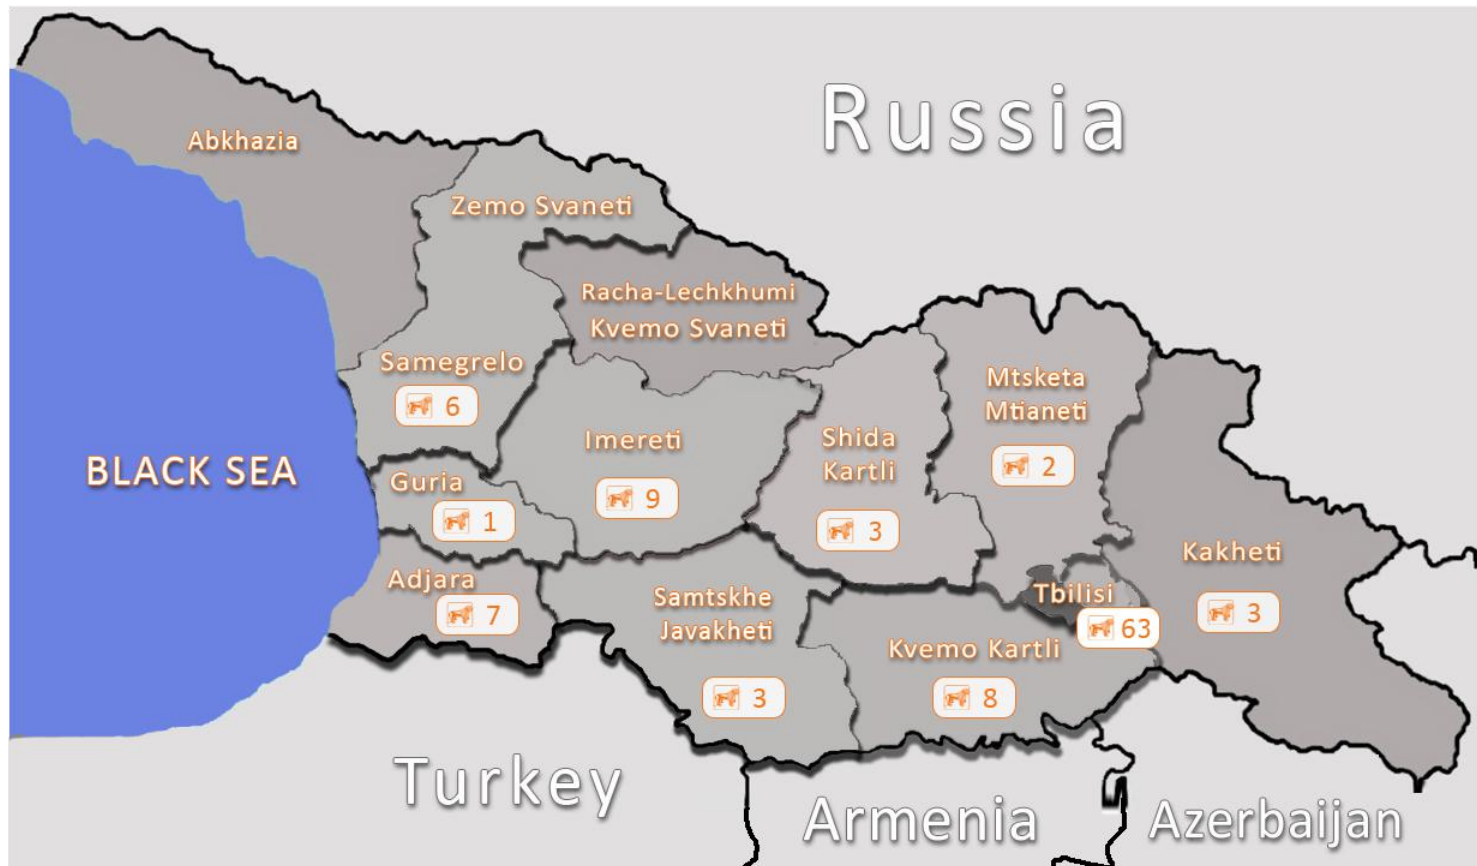 Russia
Abkhazia
Zemo Svaneti
Racha-Lechkhumi
Kvemo Svaneti
Samegrelo
6
Mtsketa
Mtianeti
2
Imereti
9
Shida
Kartli
3
BLACK SEA
Guria
1
Kakheti
3
Adjara
7
Samtskhe
Javakheti
3
Tbilisi
63
Kvemo Kartli
8
Turkey
Armenia
Azerbaijan